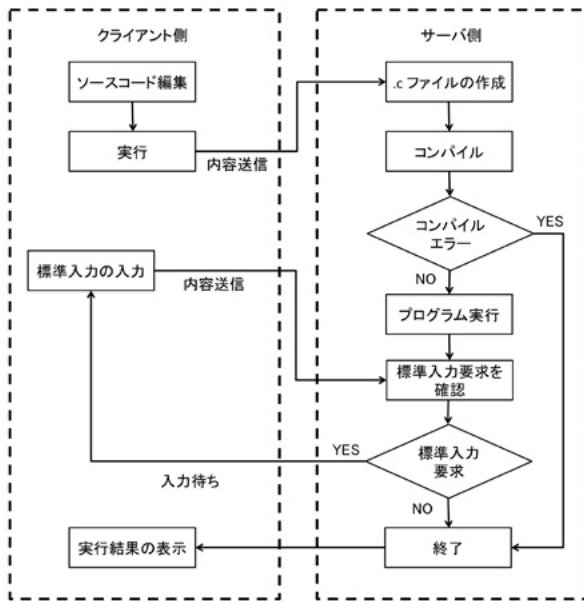 クライアント側
サーバ側
ソースコード編集
.c ファイルの作成
実行
内容送信
コンパイル
コンパイル
エラー
YES
NO
標準入力の入力
内容送信
プログラム実行
標準入力要求を
確認
標準入力
要求
YES
入力待ち
NO
実行結果の表示
終了